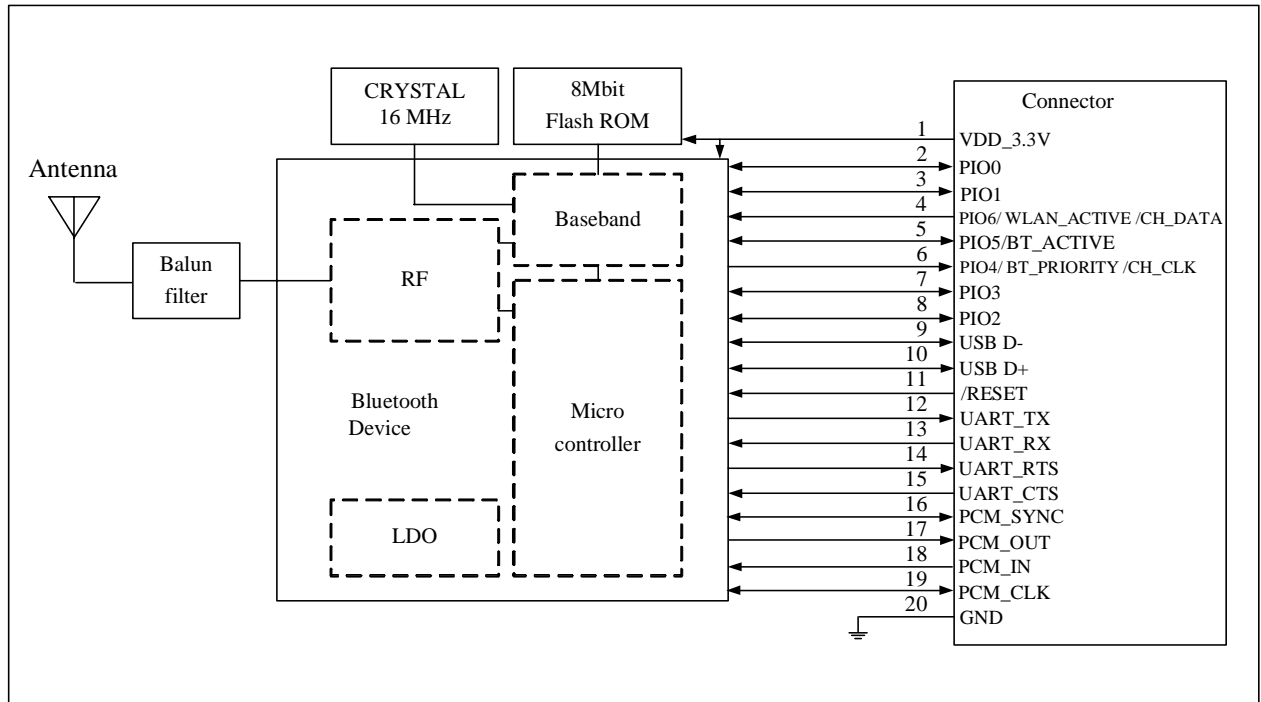 CRYSTAL
16 MHz
8Mbit
Flash ROM
Antenna
Balun
filter
RF
Baseband
Bluetooth
Device
Micro
controller
LDO
Connector
1 VDD_3.3V
2 PIO0
3 PIO1
4 PIO6/ WLAN_ACTIVE /CH_DATA
5 PIO5/BT_ACTIVE
6 PIO4/ BT_PRIORITY /CH_CLK
7 PIO3
8 PIO2
9 USB D-
10 USB D+
11 /RESET
12 UART_TX
13 UART_RX
14 UART_RTS
15 UART_CTS
16 PCM_SYNC
17 PCM_OUT
18 PCM_IN
19 PCM_CLK
20 GND